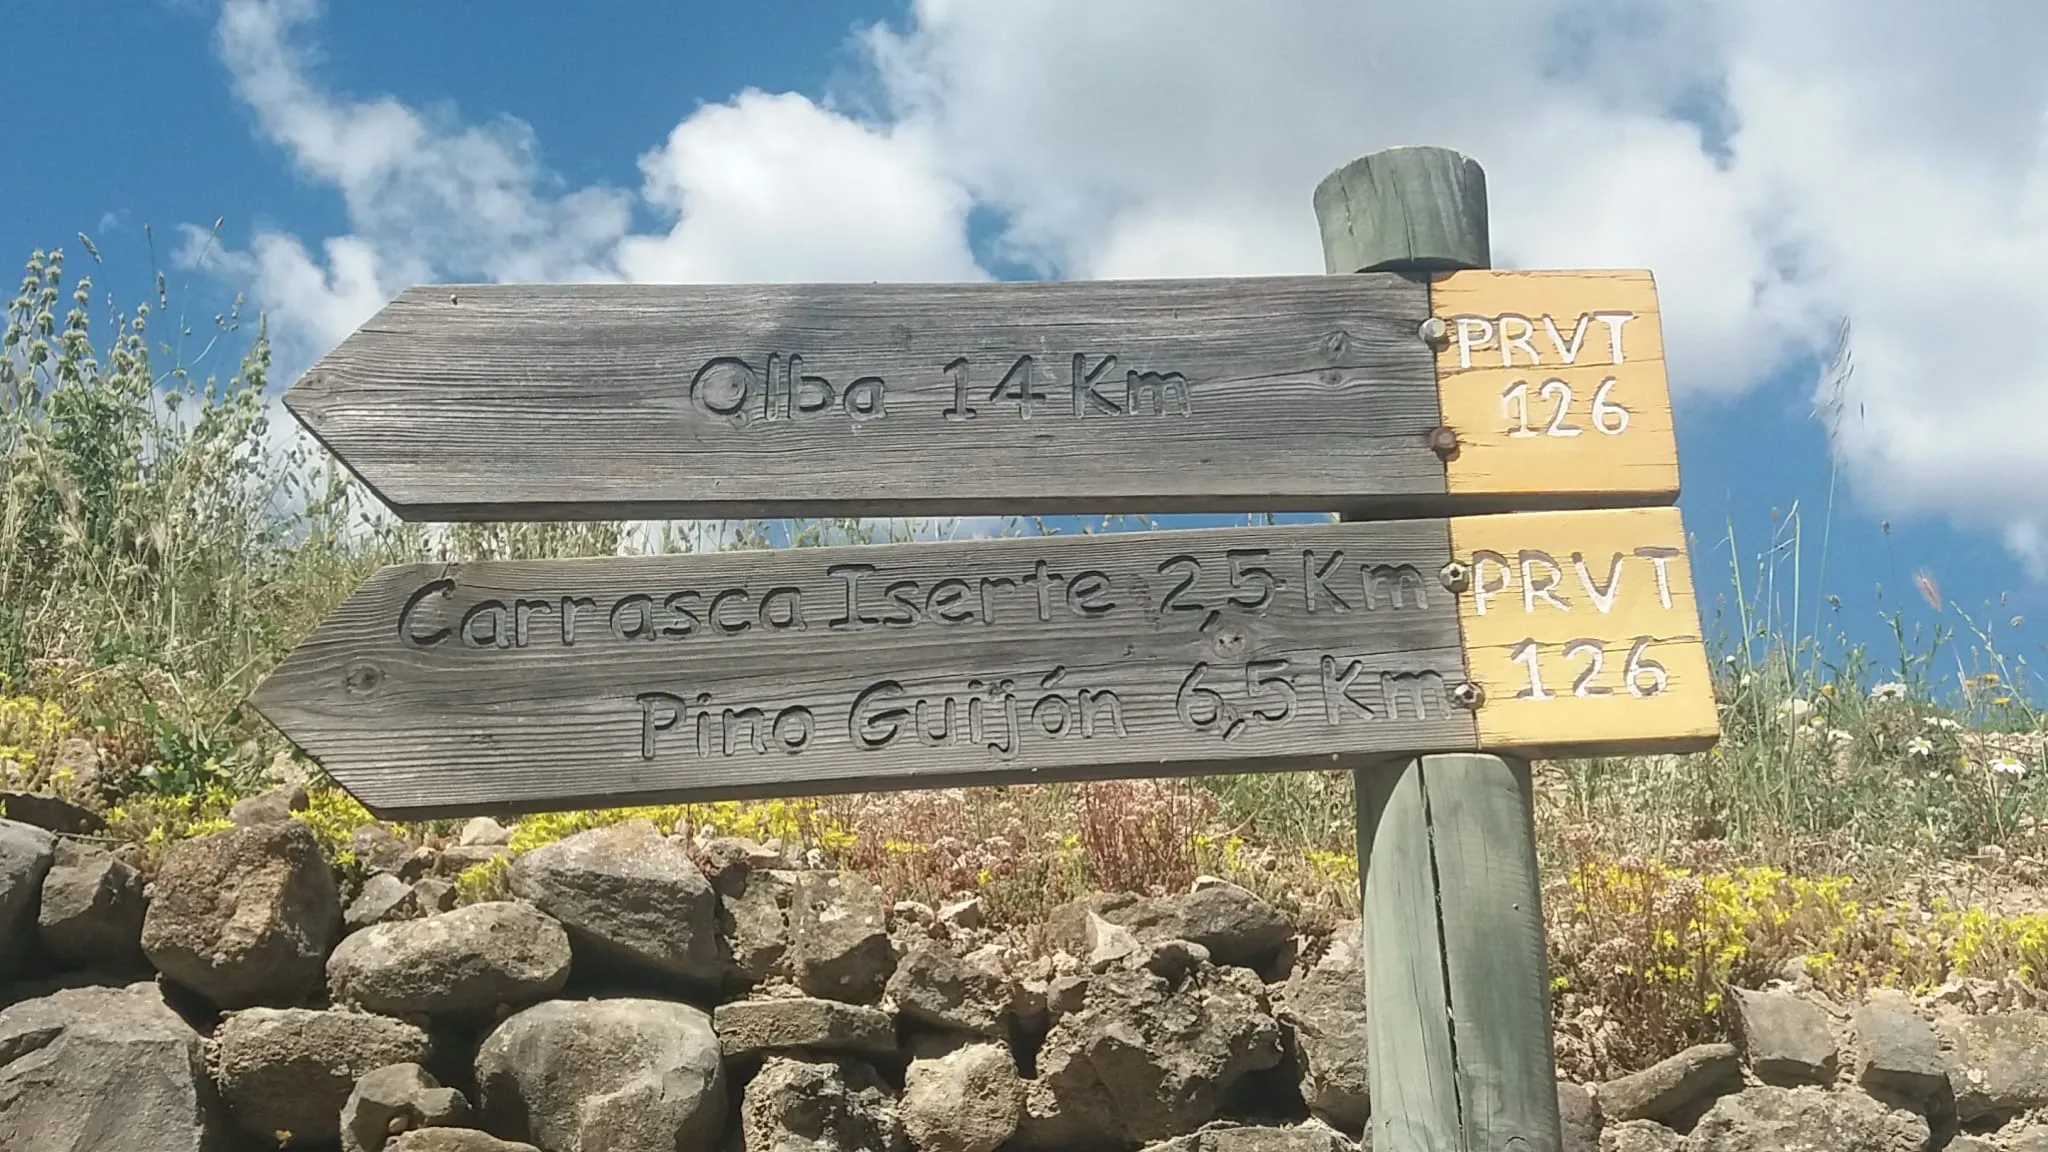 Olba 14 Km
PRVT
126
Carrasca Iserte 2,5 Km
Pino Guijón 6,5 Km
PRVT
126